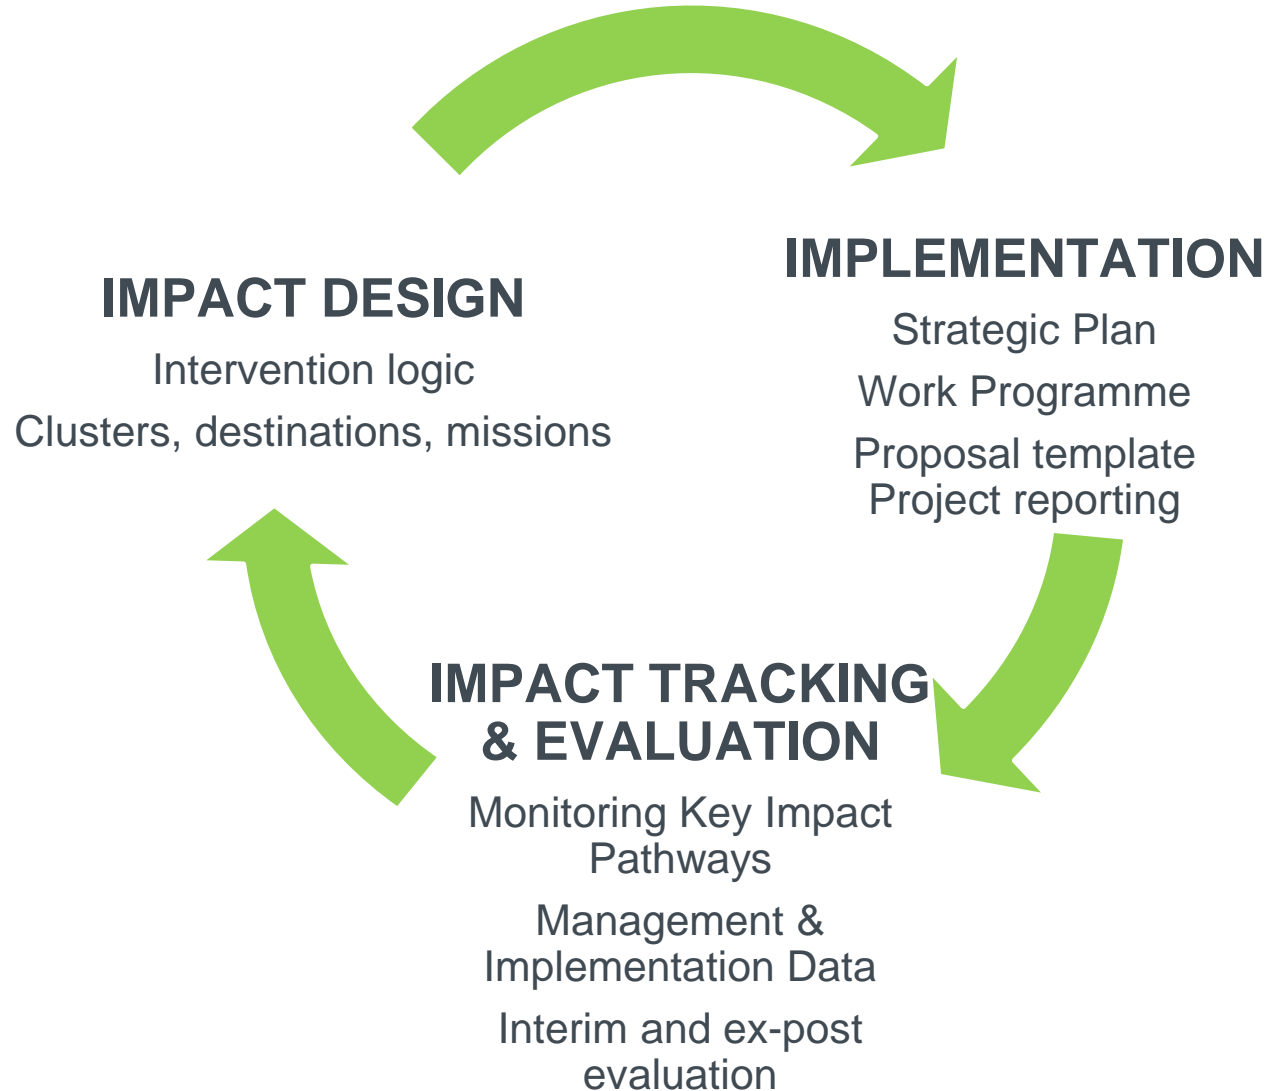 IMPACT DESIGN
Intervention logic
Clusters, destinations, missions
IMPLEMENTATION
Strategic Plan
Work Programme
Proposal template
Project reporting
IMPACT TRACKING
& EVALUATION
Monitoring Key Impact
Pathways
Management &
Implementation Data
Interim and ex-post
evaluation